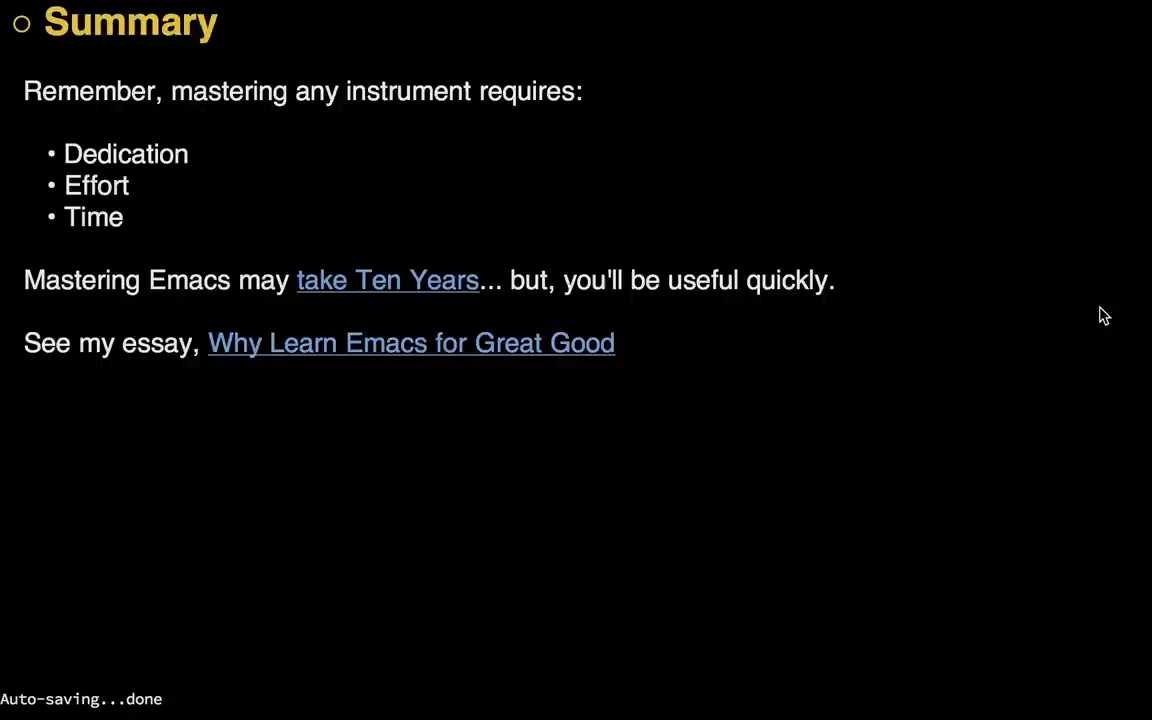 ○ Summary
Remember, mastering any instrument requires:
• Dedication
• Effort
• Time
Mastering Emacs may take Ten Years... but, you'll be useful quickly.
See my essay, Why Learn Emacs for Great Good
Auto-saving...done